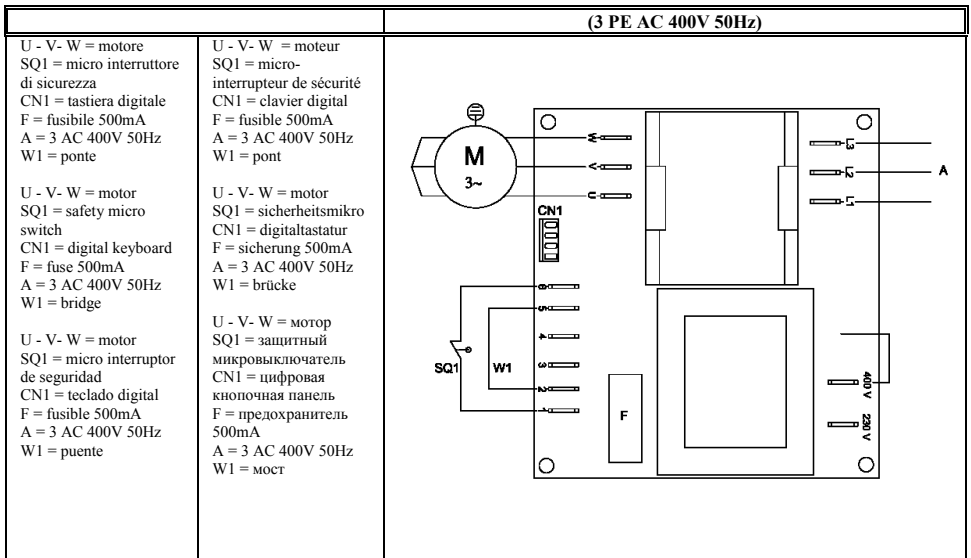 (3 PE AC 400V 50Hz)
U - V- W = motore
SQ1 = micro interruttore
di sicurezza
CN1 = tastiera digitale
F = fusibile 500mA
A = 3 AC 400V 50Hz
W1 = ponte
U - V- W = motor
SQ1 = safety micro
switch
CN1 = digital keyboard
F = fuse 500mA
A = 3 AC 400V 50Hz
W1 = bridge
U - V- W = motor
SQ1 = micro interruptor
de seguridad
CN1 = teclado digital
F = fusible 500mA
A = 3 AC 400V 50Hz
W1 = puente
U - V- W = moteur
SQ1 = micro-
interrupteur de sécurité
CN1 = clavier digital
F = fusible 500mA
A = 3 AC 400V 50Hz
W1 = pont
U - V- W = motor
SQ1 = sicherheitsmikro
CN1 = digitaltastatur
F = sicherung 500mA
A = 3 AC 400V 50Hz
W1 = brücke
U - V- W = мотор
SQ1 = защитный
микровыключатель
CN1 = цифровая
кнопочная панель
F = предохранитель
500mA
A = 3 AC 400V 50Hz
W1 = мост
M
3~
W
V
U
CN1
L3
L2
L1
A
6
5
4
3
2
1
SQ1
W1
F
400 V
230 V